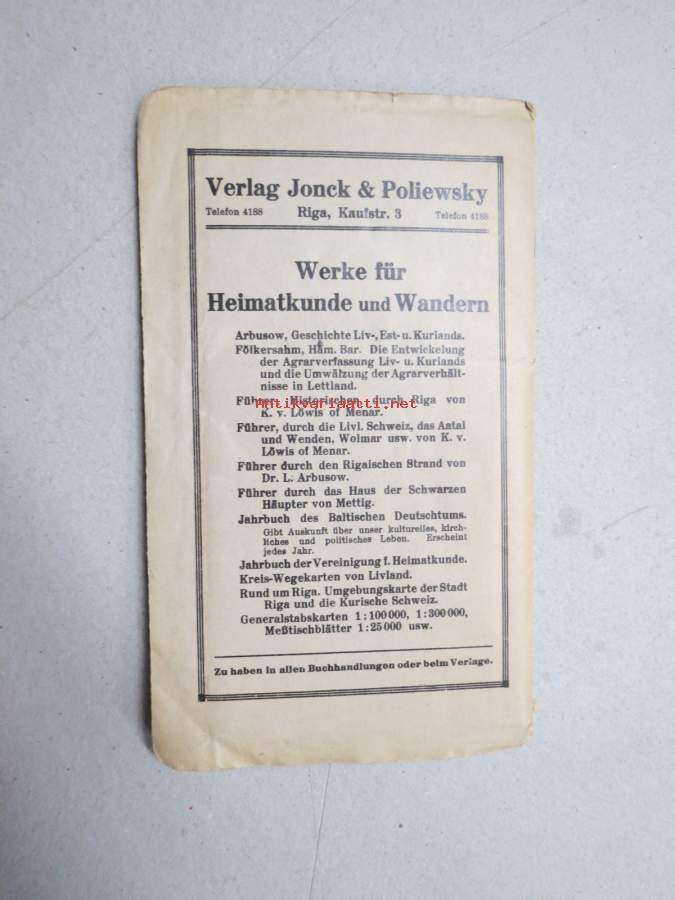 Verlag Jonck & Poliewsky
Telefon 4188 Riga, Kaufstr. 3 Telefon 4188
Werke für
Heimatkunde und Wandern
Arbusow, Geschichte Liv-, Est- u. Kurlands.
Fölkersahm, Ham. Bar. Die Entwickelung
der Agrarverfassung Liv- u. Kurlands
und die Umwälzung der Agrarverhält-
nisse in Lettland.
Führer, Historischer, durch Riga von
K. v. Löwis of Menar.
Antikvariaatti.net
Führer, durch die Livl. Schweiz, das Aatal
und Wenden, Wolmar usw. von K. v.
Löwis of Menar.
Führer durch den Rigaischen Strand von
Dr. L. Arbusow.
Führer durch das Haus der Schwarzen
Häupter von Mettig.
Jahrbuch des Baltischen Deutschtums.
Gibt Auskunft über unser kulturelles, kirch-
liches und politisches Leben. Erscheint
jedes Jahr.
Jahrbuch der Vereinigung f. Heimatkunde.
Kreis-Wegekarten von Livland.
Rund um Riga. Umgebungskarte der Stadt
Riga und die Kurische Schweiz.
Generalstabskarten 1:100000, 1:300000,
Meßtischblätter 1:25000 usw.
Zu haben in allen Buchhandlungen oder beim Verlage.